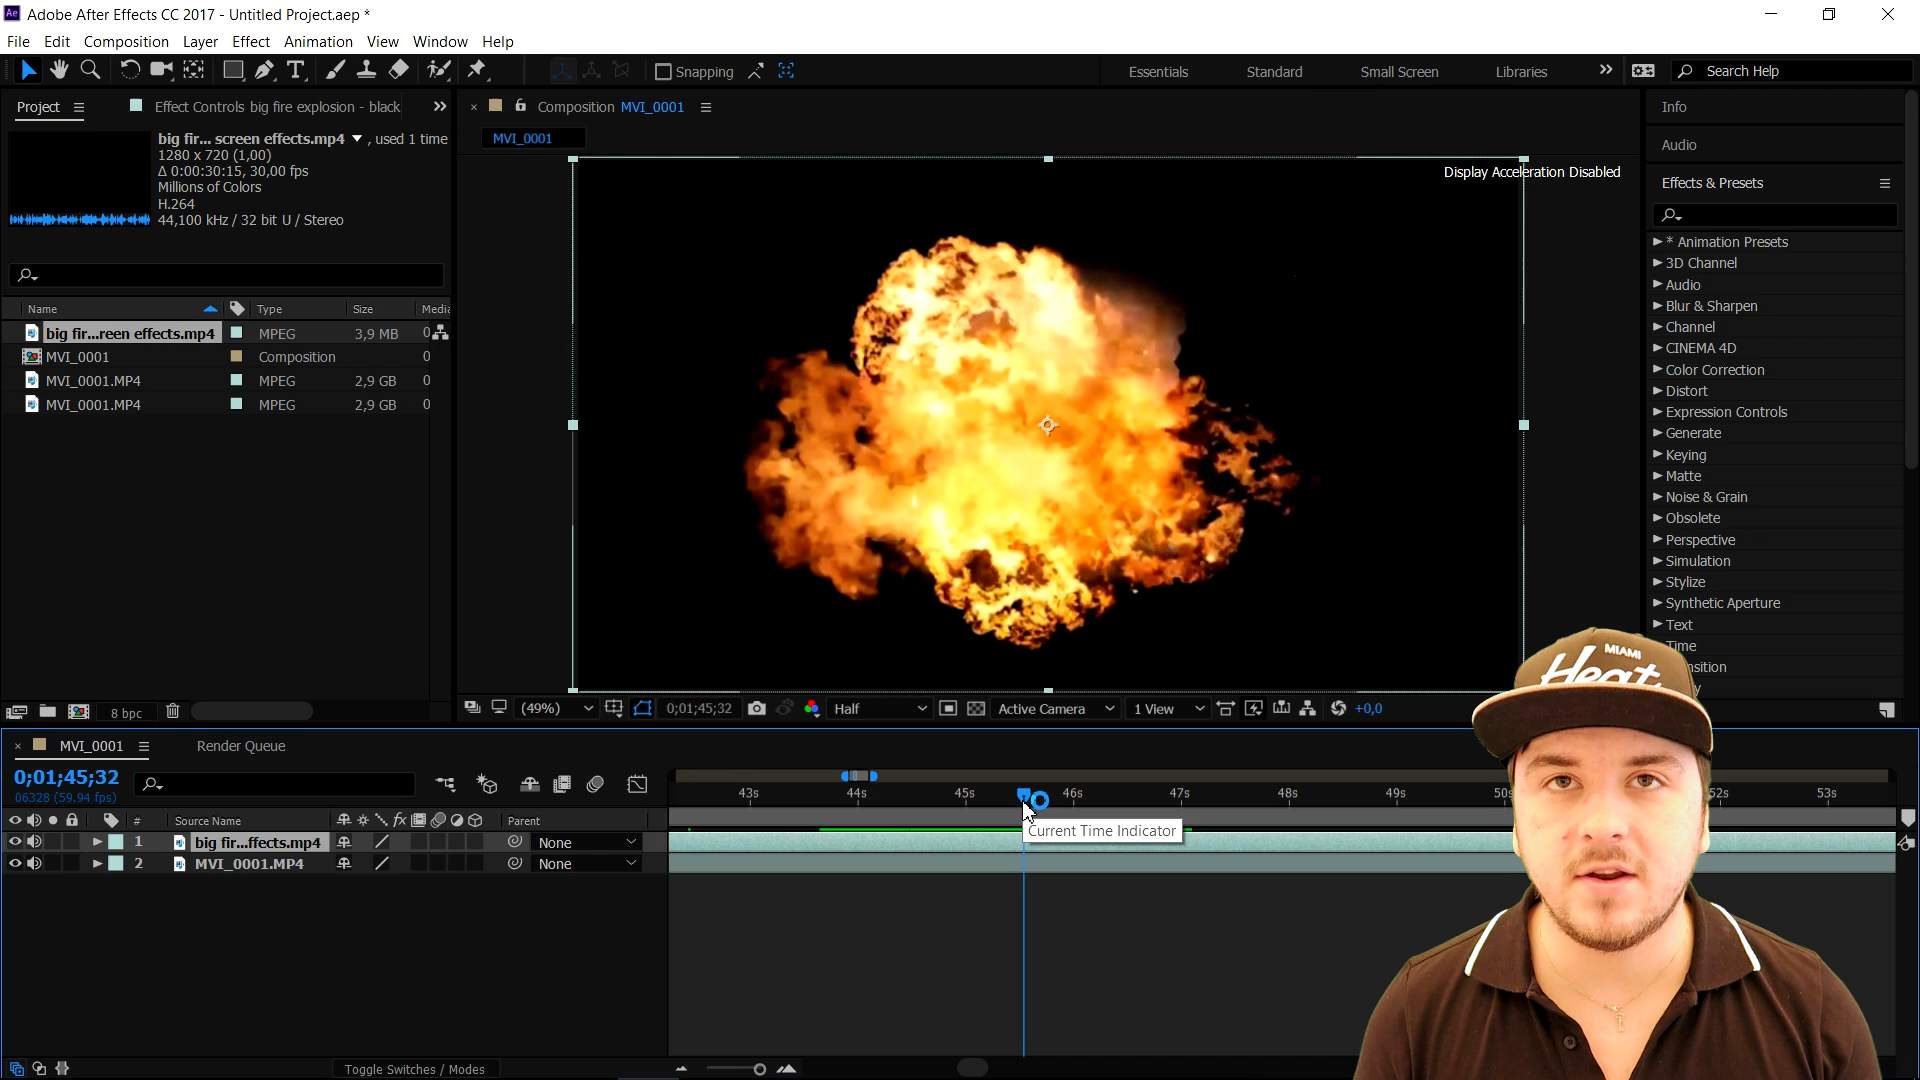 Ae Adobe After Effects CC 2017 - Untitled Project.aep *
File Edit Composition Layer Effect Animation View Window Help
Snapping
Essentials Standard Small Screen Libraries
Search Help
Project
Effect Controls big fire explosion - black
big fir... screen effects.mp4 , used 1 time
1280 x 720 (1,00)
Δ 0:00:30:15, 30,00 fps
Millions of Colors
H.264
44,100 kHz / 32 bit U / Stereo
Name Type Size Media
big fir...reen effects.mp4 MPEG 3,9 MB 0
MVI_0001 Composition 0
MVI_0001.MP4 MPEG 2,9 GB 0
MVI_0001.MP4 MPEG 2,9 GB 0
8 bpc
Composition MVI_0001
MVI_0001
Display Acceleration Disabled
(49%) 0;01;45;32 Half Active Camera 1 View +0,0
Info
Audio
Effects & Presets
* Animation Presets
3D Channel
Audio
Blur & Sharpen
Channel
CINEMA 4D
Color Correction
Distort
Expression Controls
Generate
Keying
Matte
Noise & Grain
Obsolete
Perspective
Simulation
Stylize
Synthetic Aperture
Text
Time
MIAMI
Heat
MVI_0001
Render Queue
0;01;45;32
06328 (59.94 fps)
43s 44s 45s 46s 47s 48s 49s 52s 53s
Current Time Indicator
# Source Name fx Parent
1 big fir...ffects.mp4 None
2 MVI_0001.MP4 None
Toggle Switches / Modes